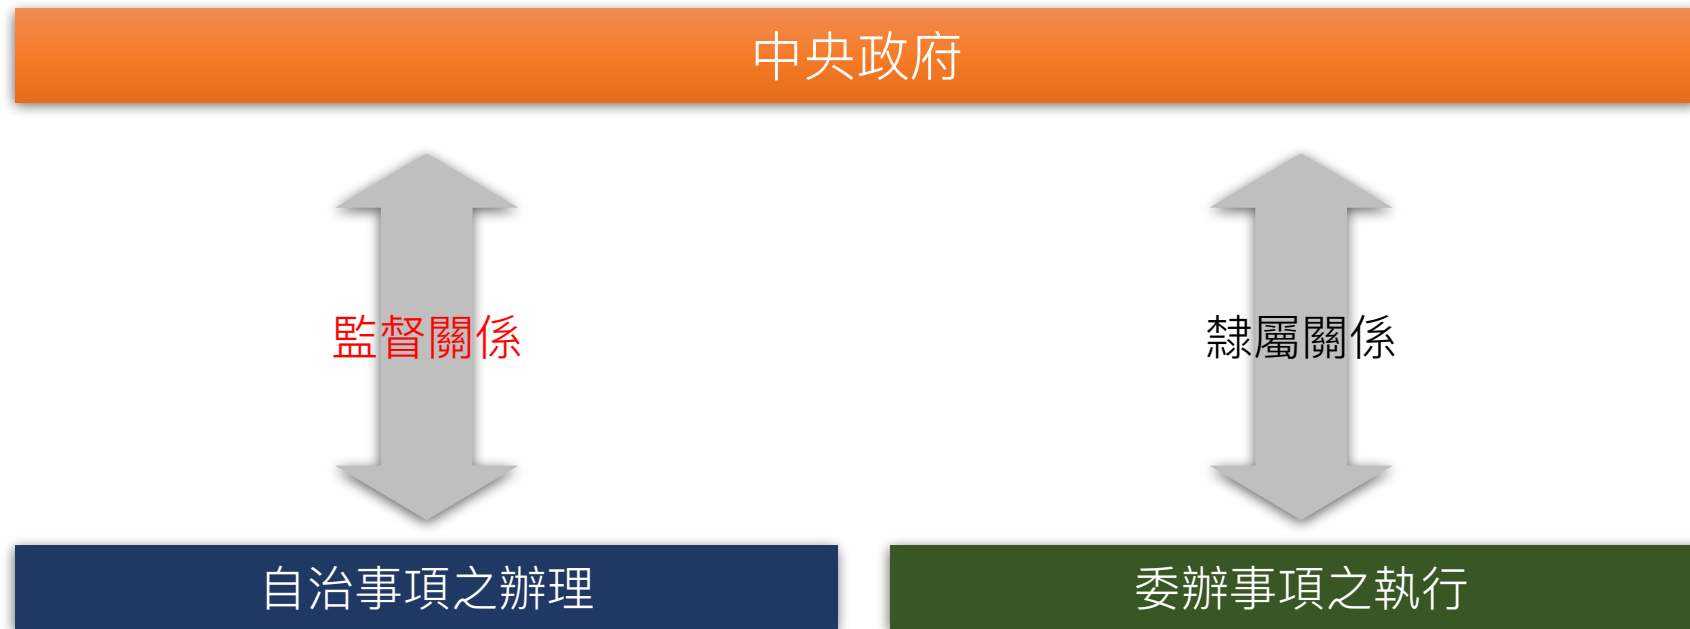 中央政府
監督關係
隸屬關係
自治事項之辦理
委辦事項之執行